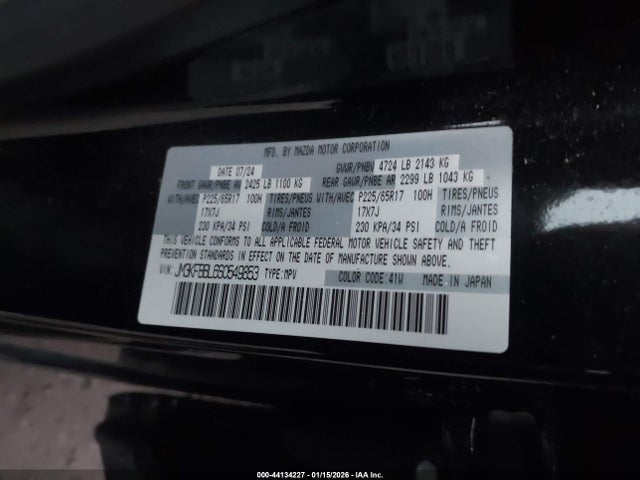 MFD. BY MAZDA MOTOR CORPORATION
DATE 07/24 GVWR/PNBV 4724 LB 2143 KG
FRONT GAWR/PNBE AV 2425 LB 1100 KG REAR GAWR/PNBE AR 2299 LB 1043 KG
WITH/AVEC P225/65R17 100H TIRES/PNEUS WITH/AVEC P225/65R17 100H TIRES/PNEUS
17X7J RIMS/JANTES 17X7J RIMS/JANTES
230 KPA/34 PSI COLD/A FROID 230 KPA/34 PSI COLD/A FROID
THIS VEHICLE CONFORMS TO ALL APPLICABLE FEDERAL MOTOR VEHICLE SAFETY AND THEFT
PREVENTION STANDARDS IN EFFECT ON THE DATE OF MANUFACTURE SHOWN ABOVE.
VIN: JM3KFBBL6S0549853 TYPE:MPV COLOR CODE:41W MADE IN JAPAN
000-44134227 - 01/15/2026 - IAA Inc.